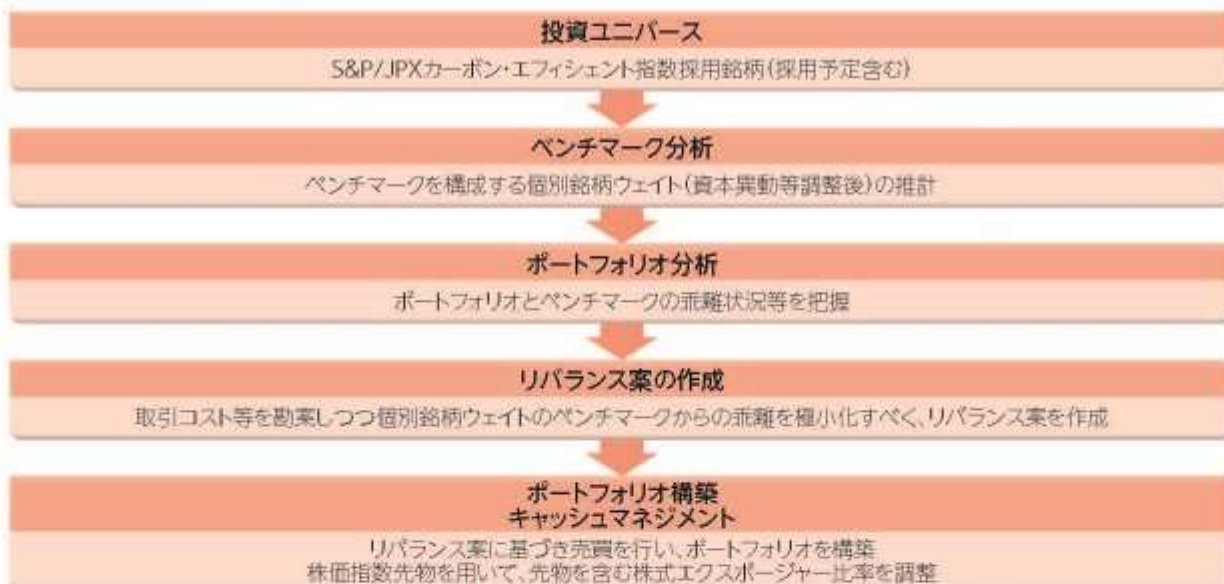 投資ユニバース
S&P/JPXカーボン・エフィシェント指数採用銘柄(採用予定含む)
ベンチマーク分析
ベンチマークを構成する個別銘柄ウェイト(資本異動等調整後)の推計
ポートフォリオ分析
ポートフォリオとベンチマークの乖離状況等を把握
リバランス案の作成
取引コスト等を勘案しつつ個別銘柄ウェイトのベンチマークからの乖離を極小化すべく、リバランス案を作成
ポートフォリオ構築
キャッシュマネジメント
リバランス案に基づき売買を行い、ポートフォリオを構築
株価指数先物を用いて、先物を含む株式エクスポージャー比率を調整